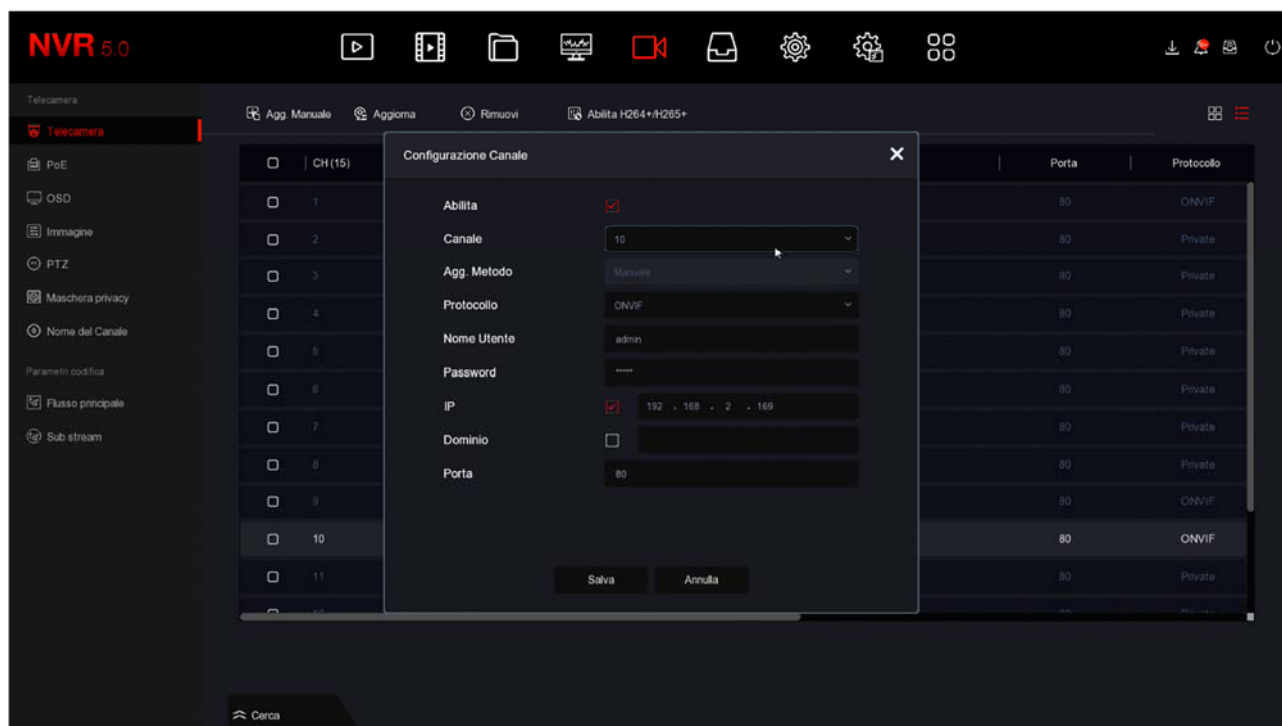 NVR 5.0
Telecamera
Telecamera
PoE
OSD
Immagine
PTZ
Maschera privacy
Nome del Canale
Parametri codifica
Flusso principale
Sub stream
Agg. Manuale Aggiorna Rimuovi Abilita H264+/H265+
CH (15) Porta Protocollo
1 80 ONVIF
2 80 Private
3 80 Private
4 80 Private
5 80 Private
6 80 Private
7 80 Private
8 80 Private
9 80 ONVIF
10 80 ONVIF
11 80 Private
Configurazione Canale
Abilita
Canale 10
Agg. Metodo Manuale
Protocollo ONVIF
Nome Utente admin
Password *****
IP 192 . 168 . 2 . 169
Dominio
Porta 80
Salva Annulla
Cerca